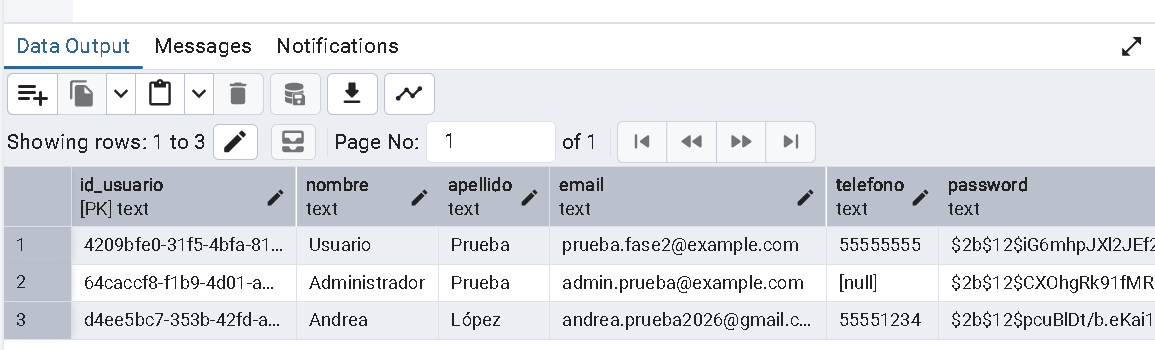 Data Output Messages Notifications
Showing rows: 1 to 3 Page No: 1 of 1
id_usuario nombre apellido email telefono password
[PK] text text text text text text
1 4209bfe0-31f5-4bfa-81... Usuario Prueba prueba.fase2@example.com 55555555 $2b$12$iG6mhpJXl2JEf2
2 64caccf8-f1b9-4d01-a... Administrador Prueba admin.prueba@example.com [null] $2b$12$CXOhgRk91fMR
3 d4ee5bc7-353b-42fd-a... Andrea López andrea.prueba2026@gmail.c... 55551234 $2b$12$pcuBlDt/b.eKai1